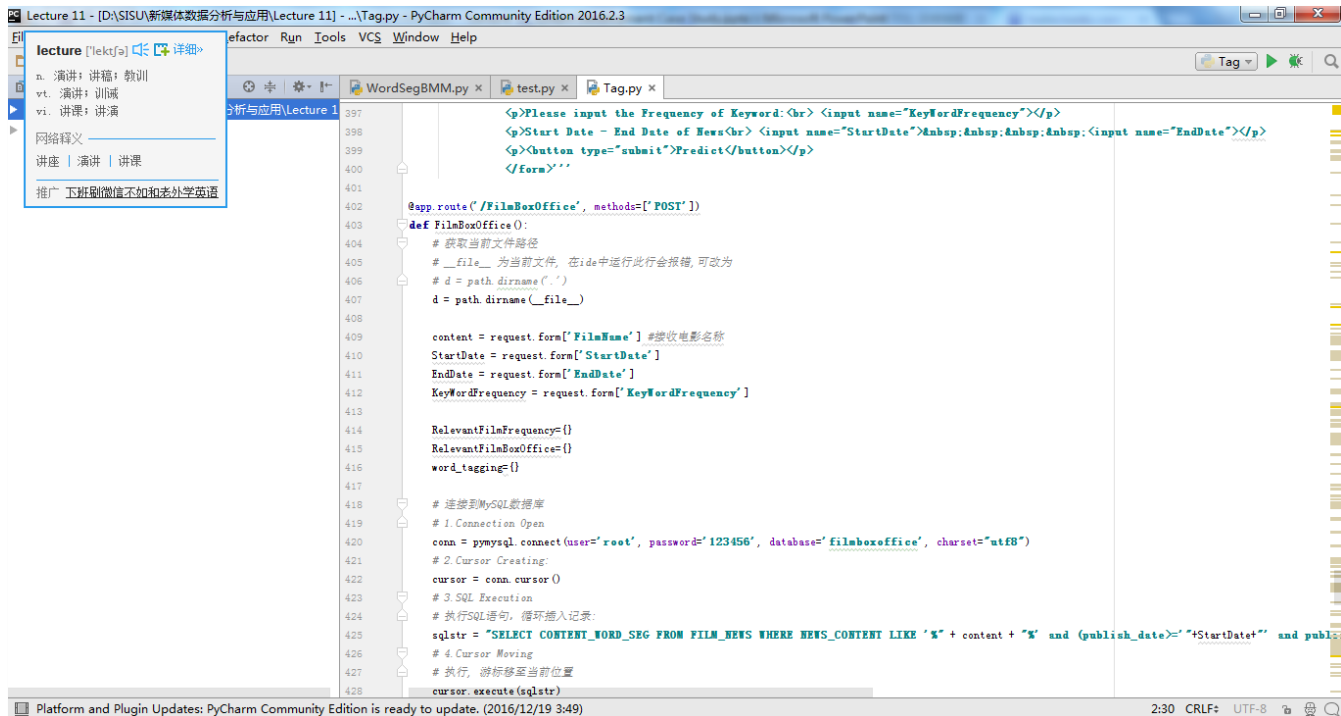 Lecture 11 - [D:\SISU\新媒体数据分析与应用\Lecture 11] - ...\Tag.py - PyCharm Community Edition 2016.2.3
efactor Run Tools VCS Window Help
lecture ['lektʃə] 详细»
n. 演讲；讲稿；教训
vt. 演讲；训诫
vi. 讲课；讲演
网络释义
讲座 | 演讲 | 讲课
推广 下班刷微信不如和老外学英语
Tag
WordSegBMM.py × test.py × Tag.py ×
分析与应用\Lecture 1
397 <p>Please input the Frequency of Keyword:<br> <input name="KeyWordFrequency"></p>
398 <p>Start Date - End Date of News<br> <input name="StartDate">&nbsp;&nbsp;&nbsp;&nbsp;<input name="EndDate"></p>
399 <p><button type="submit">Predict</button></p>
400 </form>'''
401
402 @app.route('/FilmBoxOffice', methods=['POST'])
403 def FilmBoxOffice():
404 # 获取当前文件路径
405 # __file__ 为当前文件, 在ide中运行此行会报错,可改为
406 # d = path.dirname('.')
407 d = path.dirname(__file__)
408
409 content = request.form['FilmName'] #接收电影名称
410 StartDate = request.form['StartDate']
411 EndDate = request.form['EndDate']
412 KeyWordFrequency = request.form['KeyWordFrequency']
413
414 RelevantFilmFrequency={}
415 RelevantFilmBoxOffice={}
416 word_tagging={}
417
418 # 连接到MySQL数据库
419 # 1.Connection Open
420 conn = pymysql.connect(user='root', password='123456', database='filmboxoffice', charset="utf8")
421 # 2.Cursor Creating:
422 cursor = conn.cursor()
423 # 3.SQL Execution
424 # 执行SQL语句，循环插入记录:
425 sqlstr = "SELECT CONTENT_WORD_SEG FROM FILM_NEWS WHERE NEWS_CONTENT LIKE '%" + content + "%' and (publish_date>='"+StartDate+"' and publ
426 # 4.Cursor Moving
427 # 执行, 游标移至当前位置
428 cursor.execute(sqlstr)
Platform and Plugin Updates: PyCharm Community Edition is ready to update. (2016/12/19 3:49) 2:30 CRLF÷ UTF-8